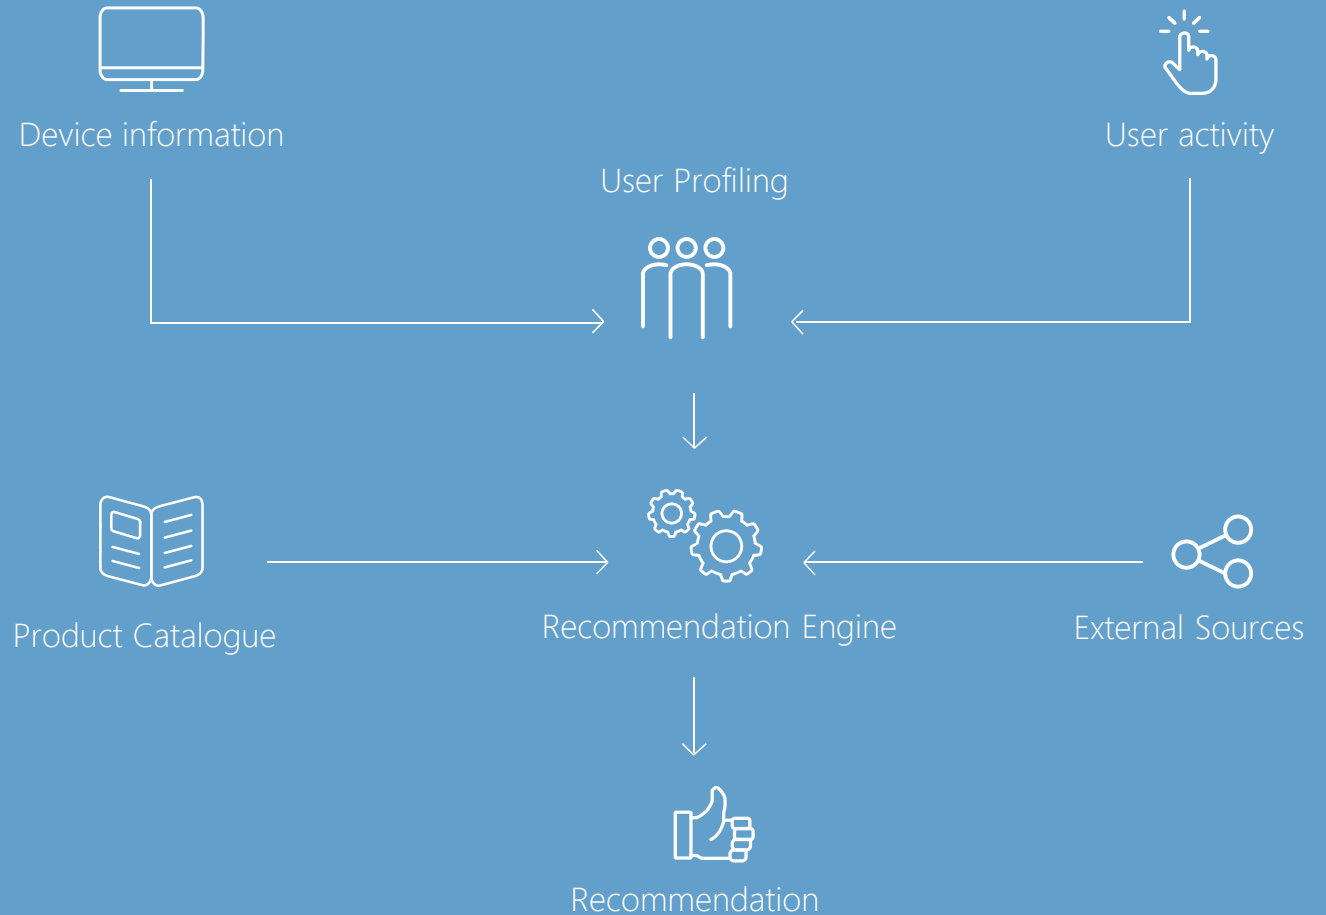 Device information
User activity
User Profiling
Product Catalogue
Recommendation Engine
External Sources
Recommendation